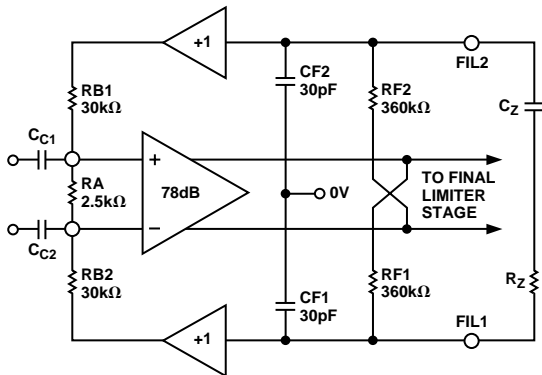 +1
FIL2
RB1
30kΩ
CF2
30pF
RF2
360kΩ
CZ
CC1
+
RA
2.5kΩ
78dB
0V
TO FINAL
LIMITER
STAGE
CC2
–
RB2
30kΩ
CF1
30pF
RF1
360kΩ
RZ
+1
FIL1